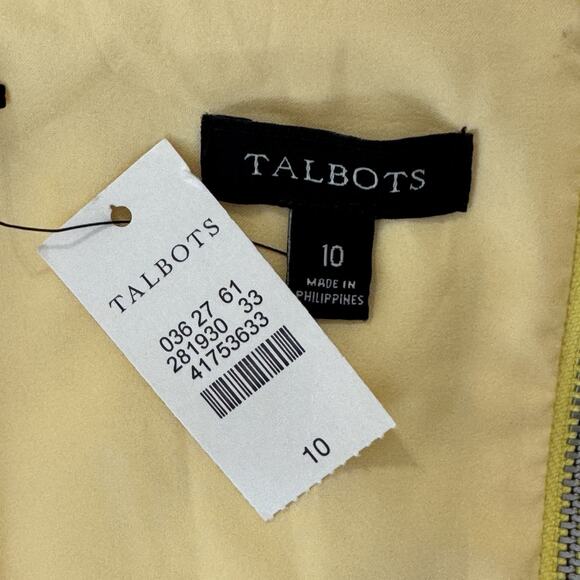 TALBOTS
10
MADE IN
PHILIPPINES
TALBOTS
036 27 61
281930 33
41753633
10